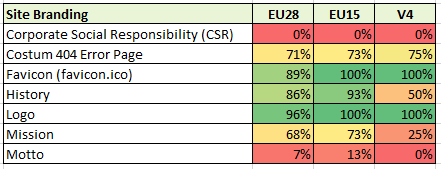 Site Branding EU28 EU15 V4
Corporate Social Responsibility (CSR) 0% 0% 0%
Costum 404 Error Page 71% 73% 75%
Favicon (favicon.ico) 89% 100% 100%
History 86% 93% 50%
Logo 96% 100% 100%
Mission 68% 73% 25%
Motto 7% 13% 0%